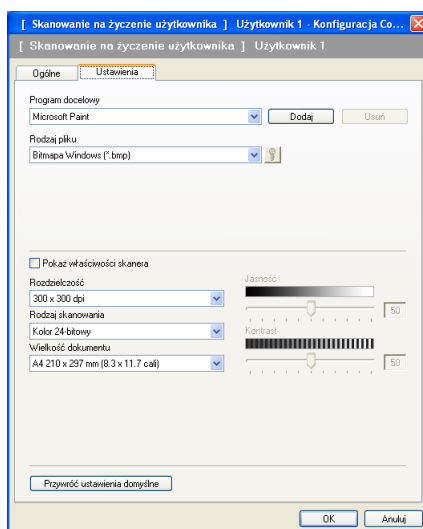 [ Skanowanie na życzenie użytkownika ] Użytkownik 1 - Konfiguracja Co...
[ Skanowanie na życzenie użytkownika ] Użytkownik 1
Ogólne Ustawienia
Program docelowy
Microsoft Paint Dodaj Usuń
Rodzaj pliku
Bitmapa Windows (*.bmp)
Pokaż właściwości skanera
Rozdzielczość Jasność
300 x 300 dpi 50
Rodzaj skanowania
Kolor 24-bitowy Kontrast
Wielkość dokumentu
A4 210 x 297 mm (8.3 x 11.7 cali) 50
Przywróć ustawienia domyślne
OK Anuluj